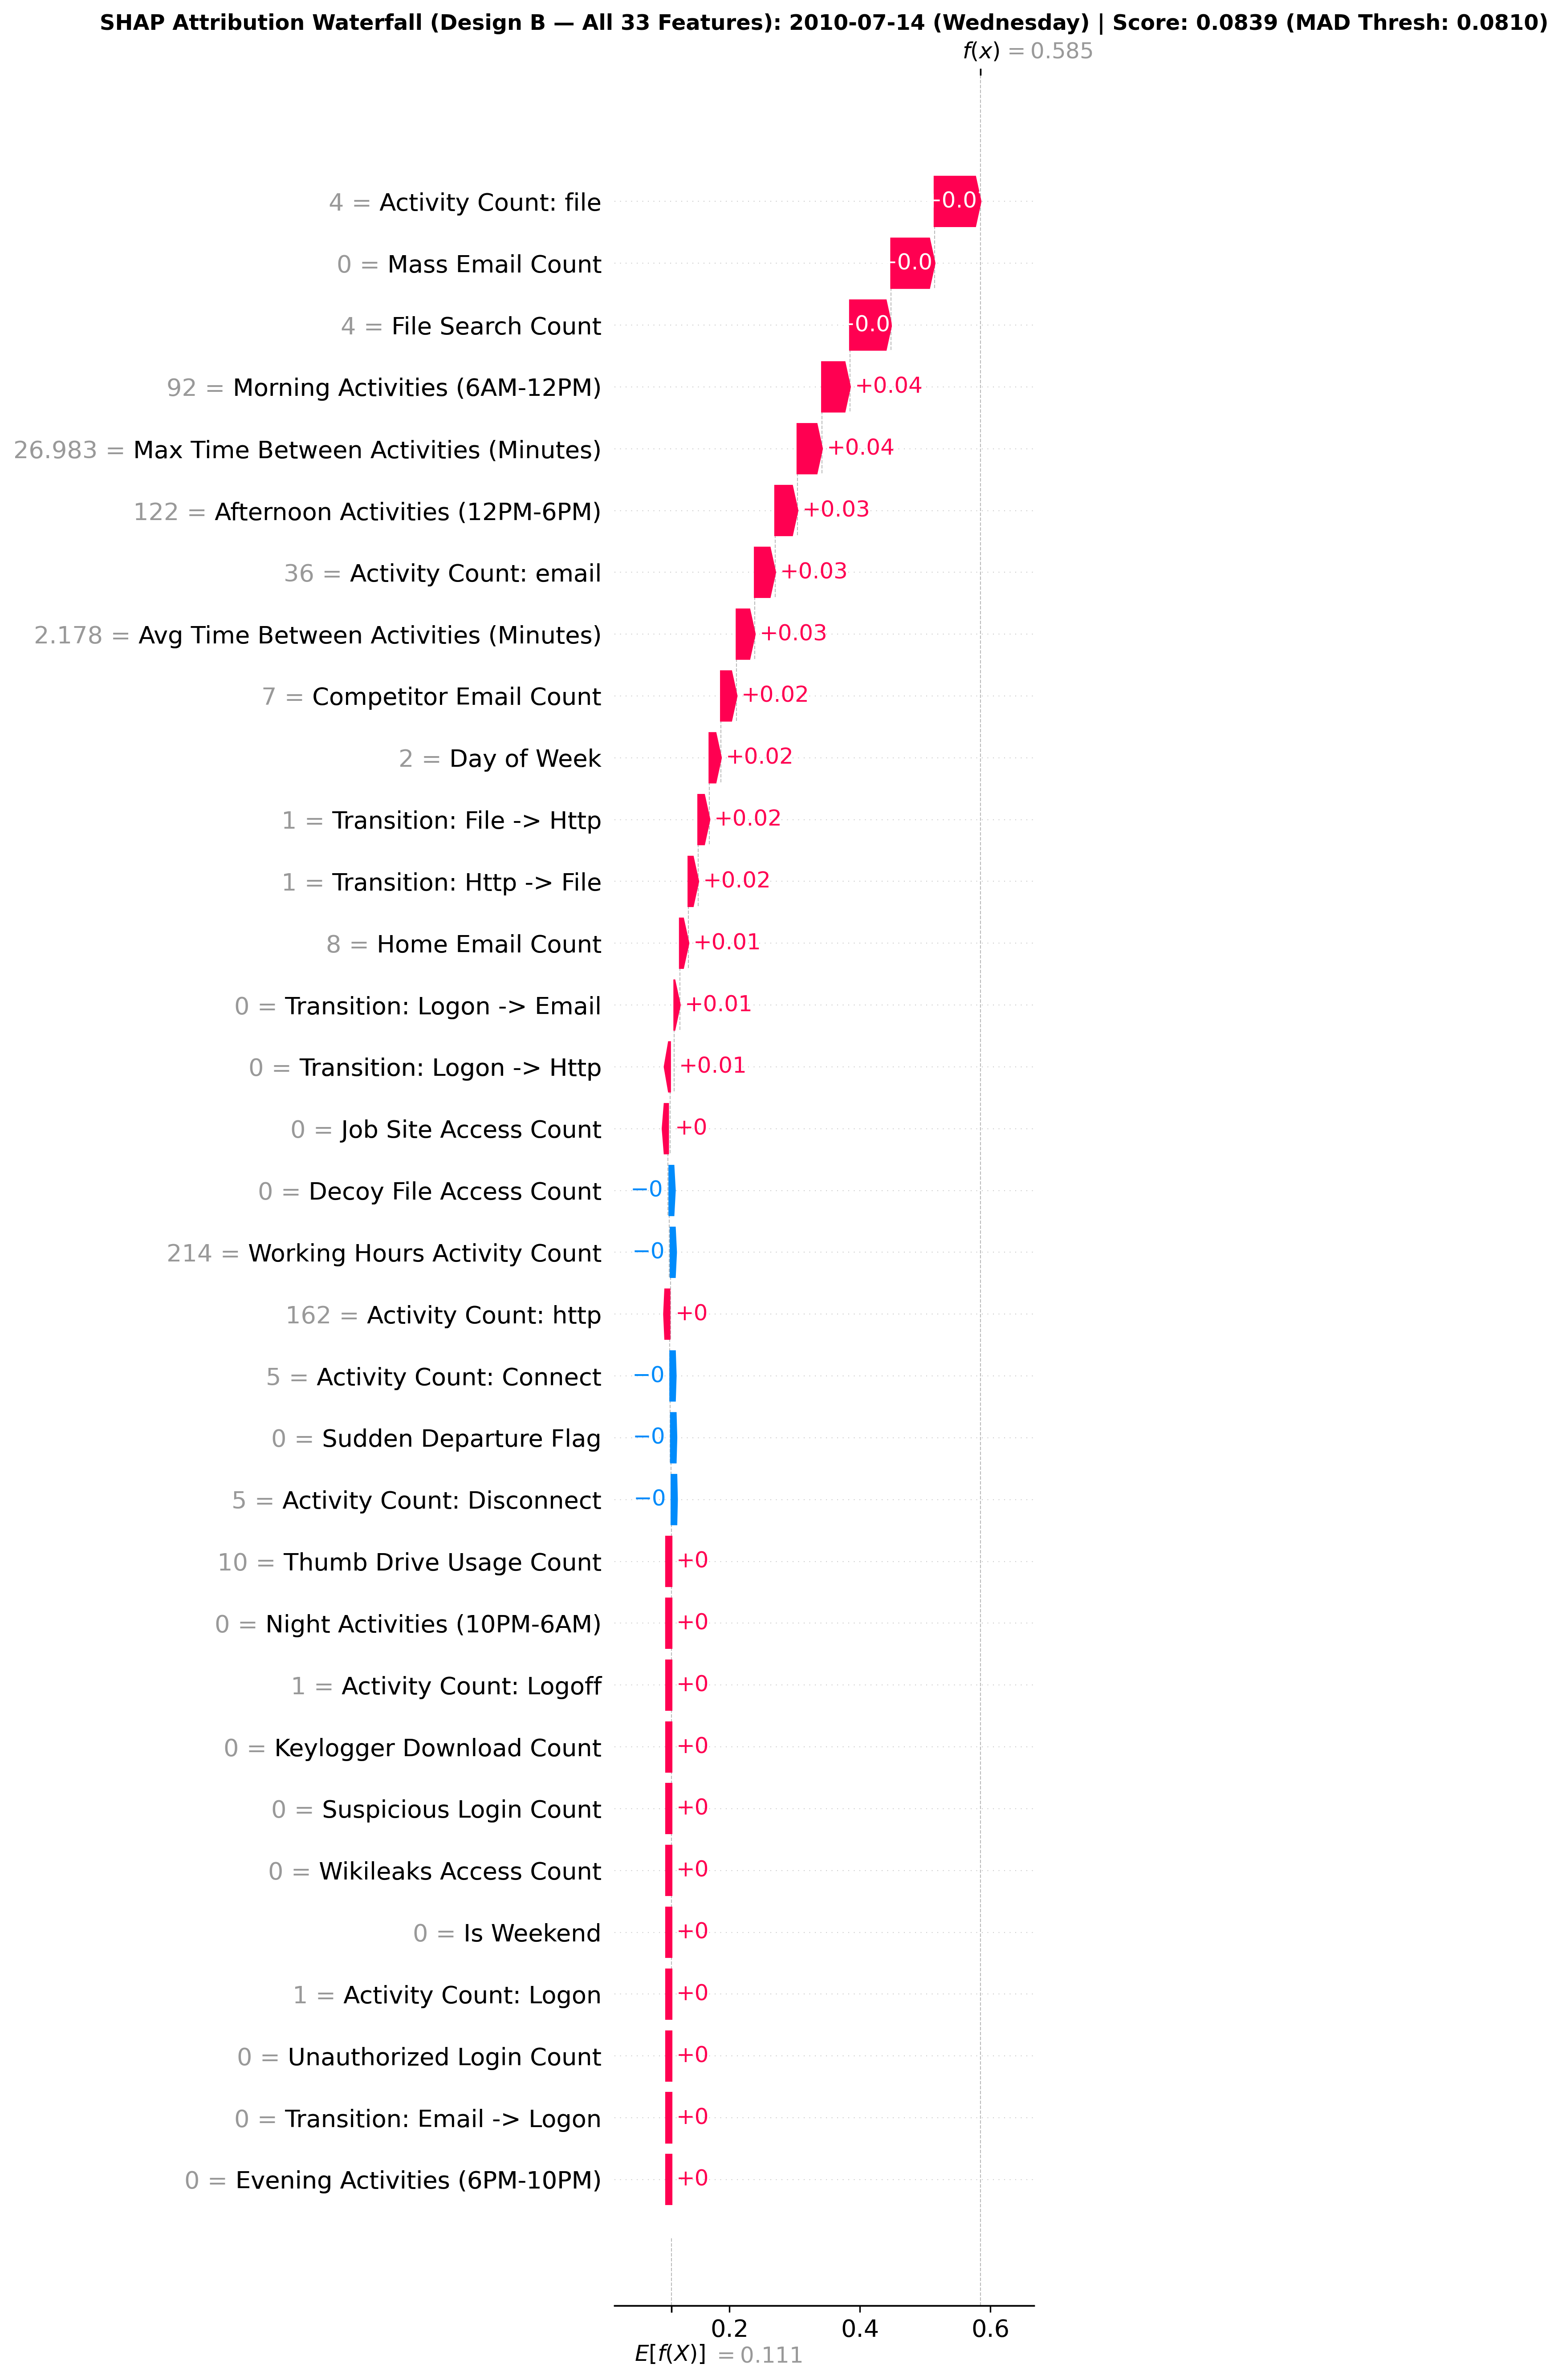 SHAP Attribution Waterfall (Design B — All 33 Features): 2010-07-14 (Wednesday) | Score: 0.0839 (MAD Thresh: 0.0810)
f(x) = 0.585
4 = Activity Count: file
0 = Mass Email Count
4 = File Search Count
92 = Morning Activities (6AM-12PM) +0.04
26.983 = Max Time Between Activities (Minutes) +0.04
122 = Afternoon Activities (12PM-6PM) +0.03
36 = Activity Count: email +0.03
2.178 = Avg Time Between Activities (Minutes) +0.03
7 = Competitor Email Count +0.02
2 = Day of Week +0.02
1 = Transition: File -> Http +0.02
1 = Transition: Http -> File +0.02
8 = Home Email Count +0.01
0 = Transition: Logon -> Email +0.01
0 = Transition: Logon -> Http +0.01
0 = Job Site Access Count +0
0 = Decoy File Access Count −0
214 = Working Hours Activity Count −0
162 = Activity Count: http +0
5 = Activity Count: Connect −0
0 = Sudden Departure Flag −0
5 = Activity Count: Disconnect −0
10 = Thumb Drive Usage Count +0
0 = Night Activities (10PM-6AM) +0
1 = Activity Count: Logoff +0
0 = Keylogger Download Count +0
0 = Suspicious Login Count +0
0 = Wikileaks Access Count +0
0 = Is Weekend +0
1 = Activity Count: Logon +0
0 = Unauthorized Login Count +0
0 = Transition: Email -> Logon +0
0 = Evening Activities (6PM-10PM) +0
0.2 0.4 0.6
E[f(X)] = 0.111